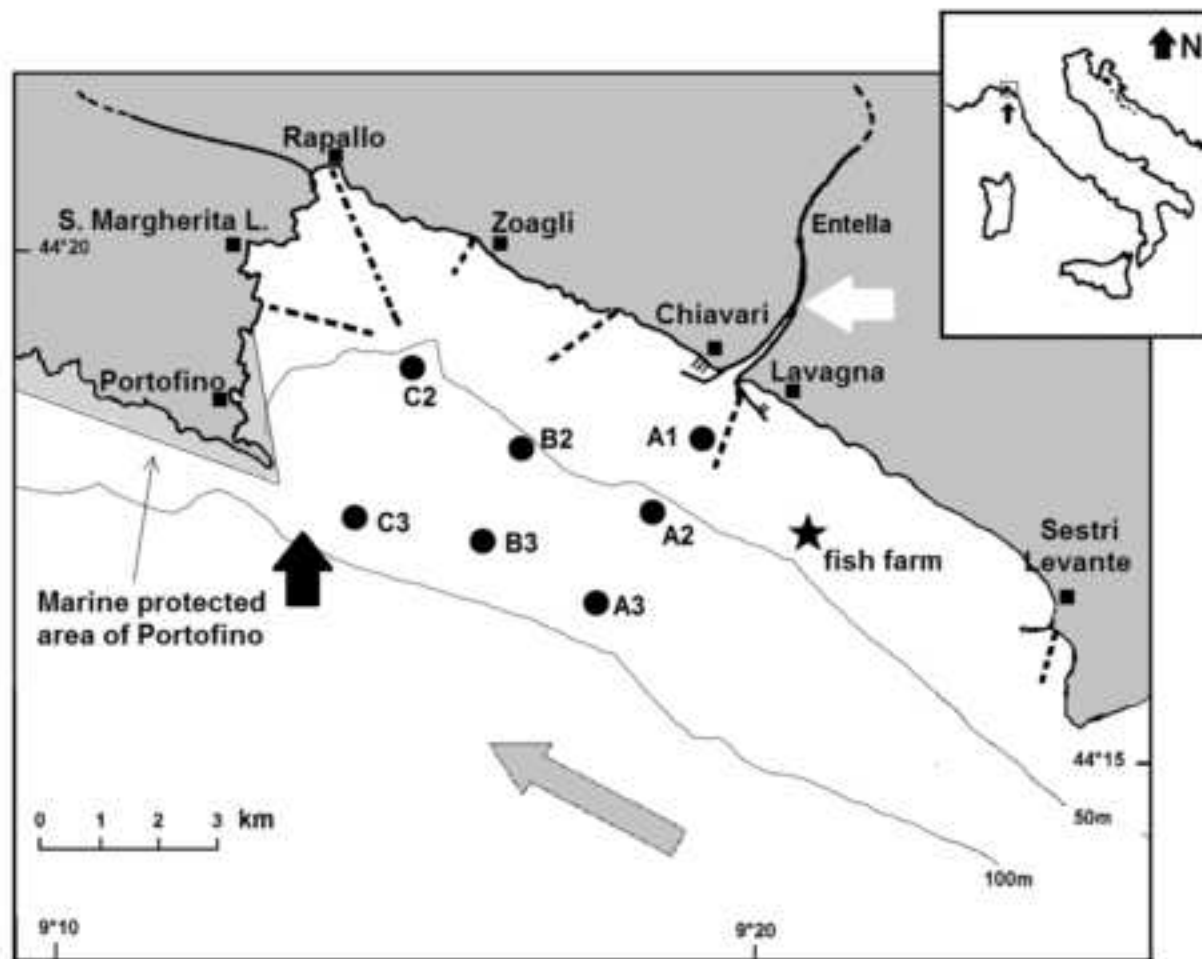 N
Rapallo
S. Margherita L.
Zoagli
Entella
44°20
Chiavari
Portofino
Lavagna
C2
B2
A1
C3
B3
A2
fish farm
Sestri
Levante
A3
Marine protected
area of Portofino
44°15
0 1 2 3 km
50m
100m
9°10
9°20